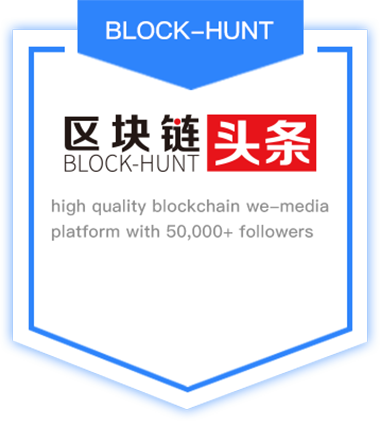 BLOCK-HUNT
区块链 头条
BLOCK-HUNT
high quality blockchain we-media
platform with 50,000+ followers